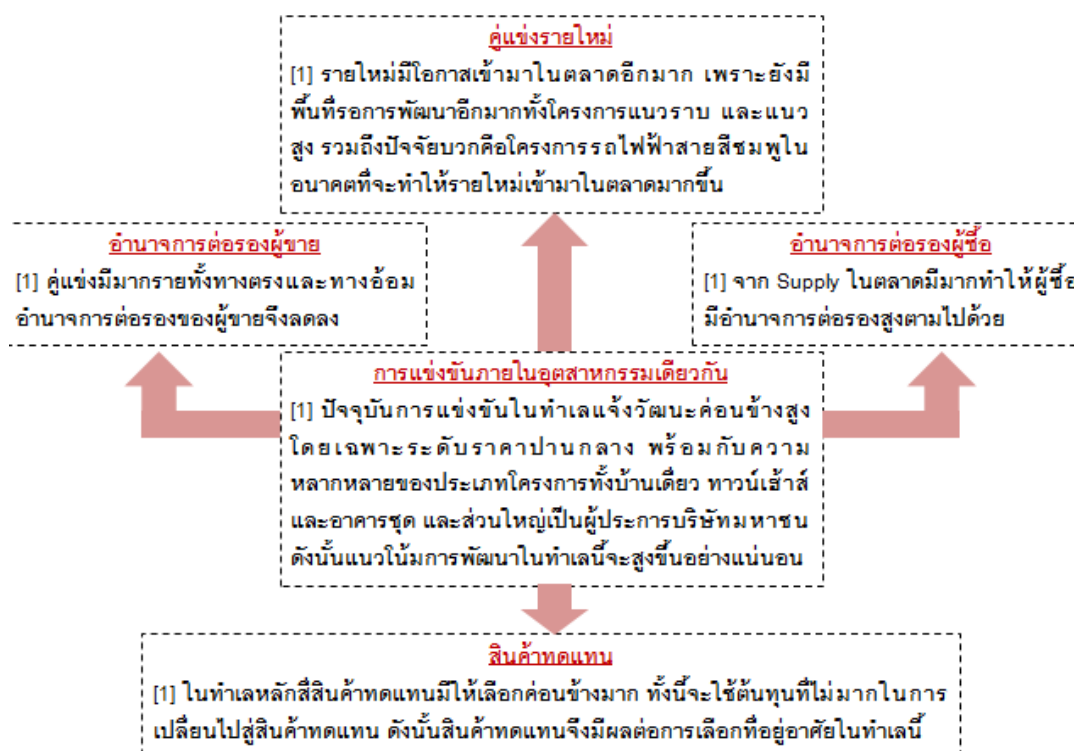 คู่แข่งรายใหม่
[1] รายใหม่มีโอกาสเข้ามาในตลาดอีกมาก เพราะยังมี
พื้นที่รอการพัฒนาอีกมากทั้งโครงการแนวราบ และแนว
สูง รวมถึงปัจจัยบวกคือโครงการรถไฟฟ้าสายสีชมพูใน
อนาคตที่จะทำให้รายใหม่เข้ามาในตลาดมากขึ้น
อำนาจการต่อรองผู้ขาย
[1] คู่แข่งมีมากรายทั้งทางตรงและทางอ้อม
อำนาจการต่อรองของผู้ขายจึงลดลง
อำนาจการต่อรองผู้ซื้อ
[1] จาก Supply ในตลาดมีมากทำให้ผู้ซื้อ
มีอำนาจการต่อรองสูงตามไปด้วย
การแข่งขันภายในอุตสาหกรรมเดียวกัน
[1] ปัจจุบันการแข่งขันในทำเลแจ้งวัฒนะค่อนข้างสูง
โดยเฉพาะระดับราคาปานกลาง พร้อมกับความ
หลากหลายของประเภทโครงการทั้งบ้านเดี่ยว ทาวน์เฮ้าส์
และอาคารชุด และส่วนใหญ่เป็นผู้ประการบริษัทมหาชน
ดังนั้นแนวโน้มการพัฒนาในทำเลนี้จะสูงขึ้นอย่างแน่นอน
สินค้าทดแทน
[1] ในทำเลหลักสี่สินค้าทดแทนมีให้เลือกค่อนข้างมาก ทั้งนี้จะใช้ต้นทุนที่ไม่มากในการ
เปลี่ยนไปสู่สินค้าทดแทน ดังนั้นสินค้าทดแทนจึงมีผลต่อการเลือกที่อยู่อาศัยในทำเลนี้